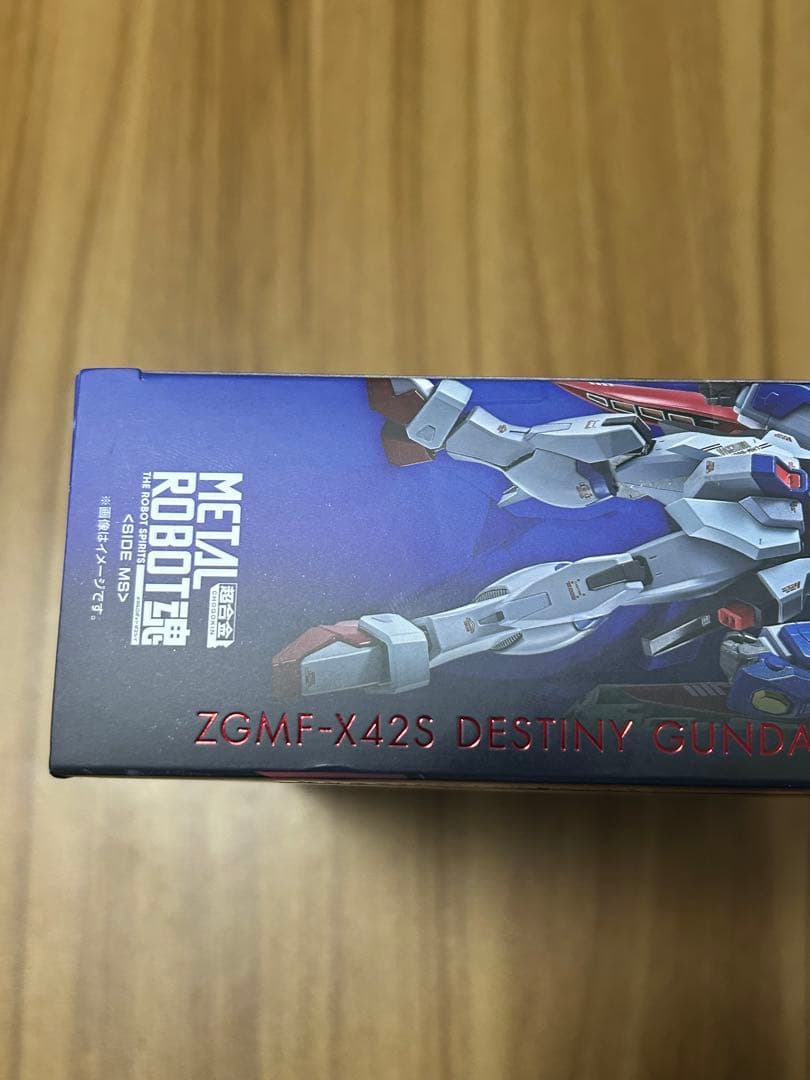 METAL
ROBOT魂
超合金
CHOGOKIN
THE ROBOT SPIRITS
<SIDE MS>
※画像はイメージです。
ZGMF-X42S DESTINY GUNDA